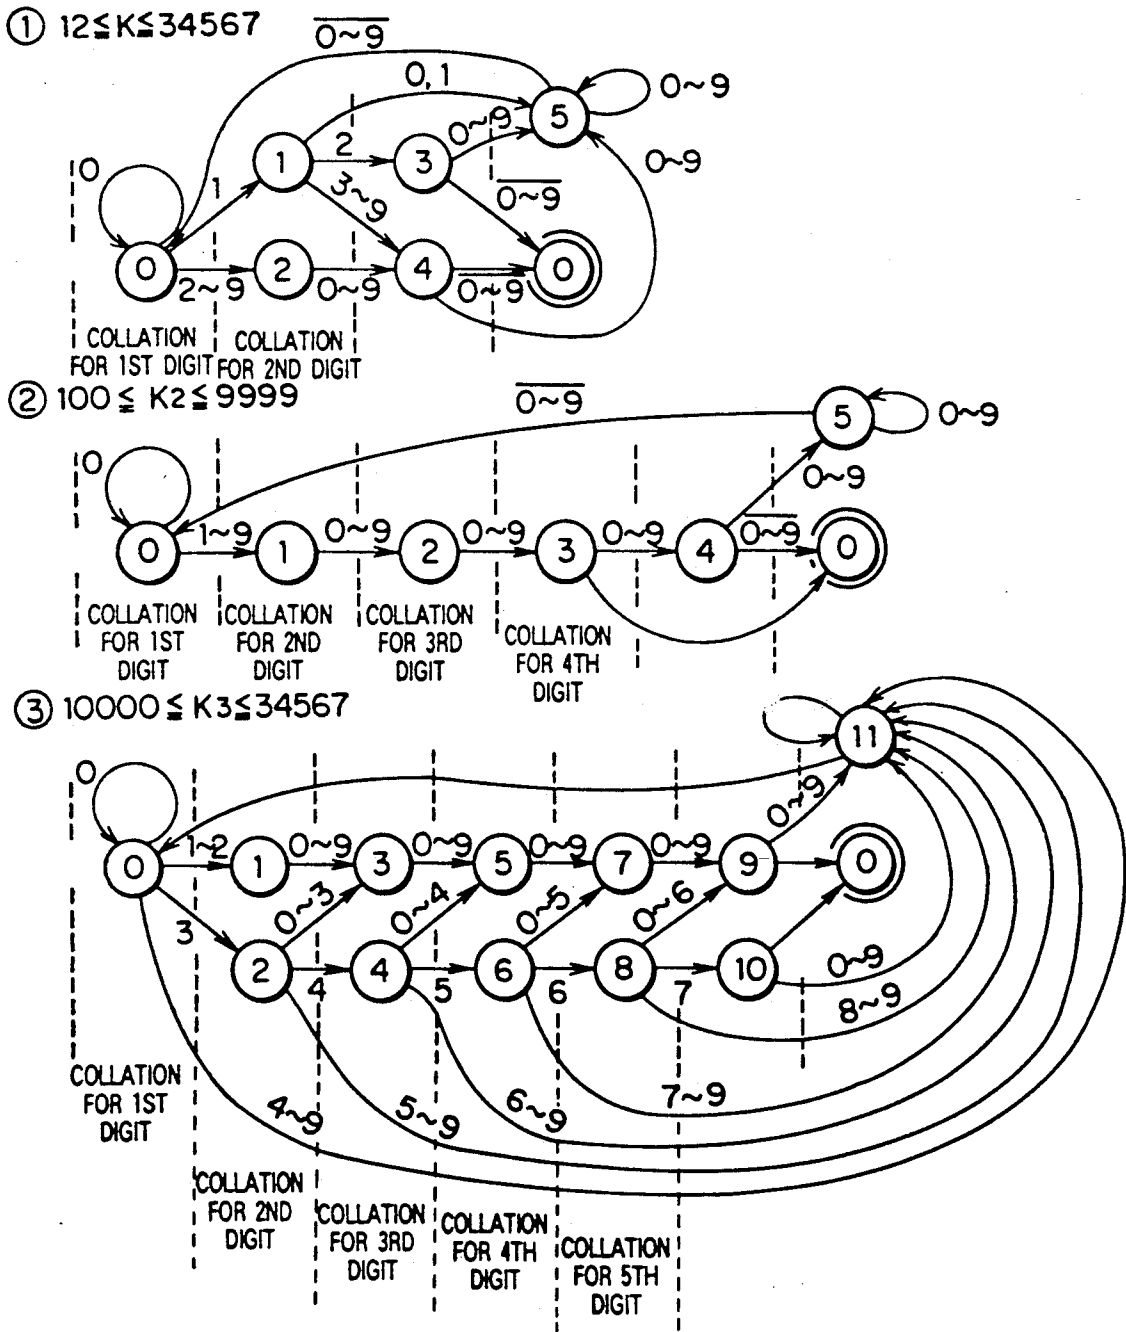 ① 12≦K≦34567
0~9
0,1
5
0~9
0~9
0
1
2
3
0~9
1
3~9
0~9
0
2
4
0
2~9
0~9
0~9
COLLATION
FOR 1ST DIGIT
COLLATION
FOR 2ND DIGIT
② 100≦K2≦9999
0~9
5
0~9
0
0~9
0
1~9
1
0~9
2
0~9
3
0~9
4
0~9
0
COLLATION
FOR 1ST
DIGIT
COLLATION
FOR 2ND
DIGIT
COLLATION
FOR 3RD
DIGIT
COLLATION
FOR 4TH
DIGIT
③ 10000≦K3≦34567
11
0
0~9
0
1~2
1
0~9
3
0~9
5
0~9
7
0~9
9
0
3
0~3
0~4
0~5
0~6
2
4
4
5
6
6
8
7
10
0~9
8~9
7~9
6~9
5~9
4~9
COLLATION
FOR 1ST
DIGIT
COLLATION
FOR 2ND
DIGIT
COLLATION
FOR 3RD
DIGIT
COLLATION
FOR 4TH
DIGIT
COLLATION
FOR 5TH
DIGIT